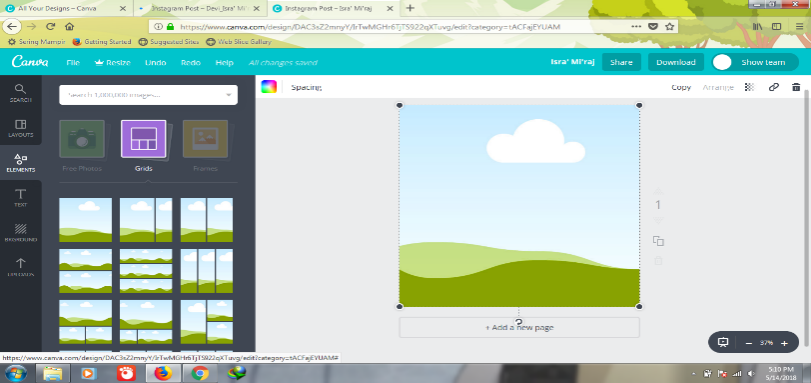 All Your Designs – Canva
Instagram Post – Devi_Isra' Mi
Instagram Post – Isra' Mi'raj
https://www.canva.com/design/DAC3sZ2mnyY/IrTwMGHr6TjTS922qXTuvg/edit?category=tACFajEYUAM
Sering Mampir
Getting Started
Suggested Sites
Web Slice Gallery
Canva
File
Resize
Undo
Redo
Help
All changes saved
Isra' Mi'raj
Share
Download
Show team
SEARCH
LAYOUTS
ELEMENTS
TEXT
BKGROUND
UPLOADS
Search 1,000,000 images...
Free Photos
Grids
Frames
Spacing
Copy
Arrange
1
+ Add a new page
37%
https://www.canva.com/design/DAC3sZ2mnyY/IrTwMGHr6TjTS922qXTuvg/edit?category=tACFajEYUAM#
5:10 PM
5/14/2018